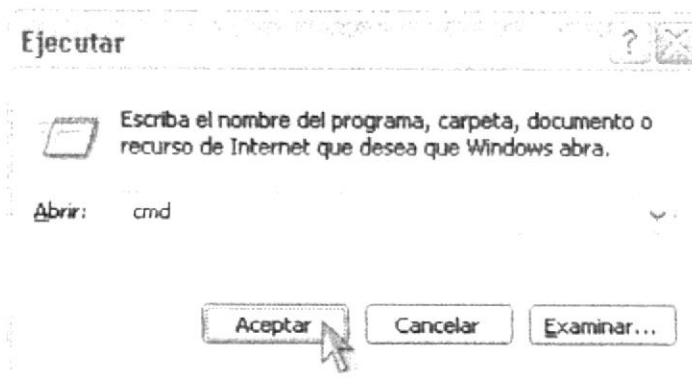 Ejecutar
Escriba el nombre del programa, carpeta, documento o
recurso de Internet que desea que Windows abra.
Abrir: cmd
Aceptar Cancelar Examinar...